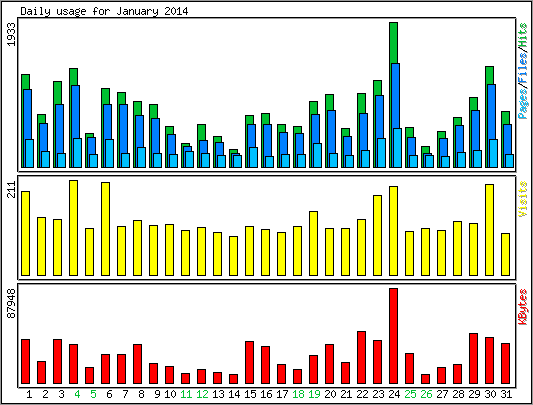 Daily usage for January 2014
1933
Pages/Files/Hits
211
Visits
87948
KBytes
1 2 3 4 5 6 7 8 9 10 11 12 13 14 15 16 17 18 19 20 21 22 23 24 25 26 27 28 29 30 31